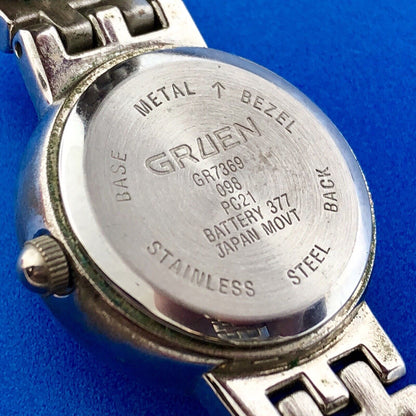 BASE METAL ↑ BEZEL
GRUEN
GR7369
098
PC21
BATTERY 377
JAPAN MOVT
STAINLESS STEEL BACK